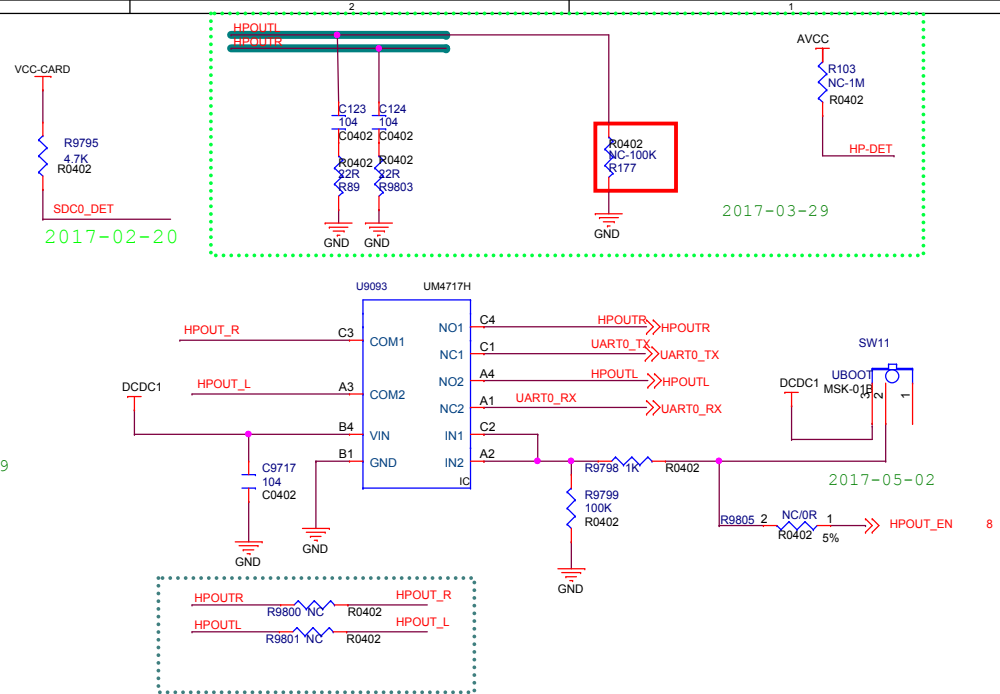 2
1
HPOUTL
HPOUTR
AVCC
VCC-CARD
R103
NC-1M
R0402
C123
104
C0402
C124
104
C0402
R9795
4.7K
R0402
R0402
22R
R89
R0402
22R
R9803
R0402
NC-100K
R177
HP-DET
SDC0_DET
2017-02-20
GND
GND
GND
2017-03-29
U9093
UM4717H
HPOUT_R
C3
COM1
NO1
C4
HPOUTR
HPOUTR
NC1
C1
UART0_TX
UART0_TX
SW11
DCDC1
HPOUT_L
A3
COM2
NO2
A4
HPOUTL
HPOUTL
NC2
A1
UART0_RX
UART0_RX
DCDC1
UBOOT
MSK-01B
3
2
1
B4
VIN
IN1
C2
B1
GND
IN2
A2
IC
R9798
1K
R0402
9
C9717
104
C0402
R9799
100K
R0402
2017-05-02
R9805
2
NC/0R
1
R0402
5%
HPOUT_EN
8
GND
GND
GND
HPOUTR
HPOUT_R
R9800
NC
R0402
HPOUTL
HPOUT_L
R9801
NC
R0402